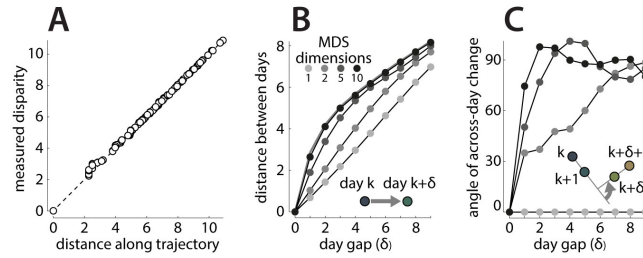 A
measured disparity
10
8
6
4
2
0
0 2 4 6 8 10
distance along trajectory
B
distance between days
8
6
4
2
0
MDS
dimensions
1 2 5 10
day k day k+δ
0 2 4 6 8
day gap (δ)
C
angle of across-day change
90
60
30
0
k k+δ+
k+1 k+δ
0 2 4 6 8
day gap (δ)